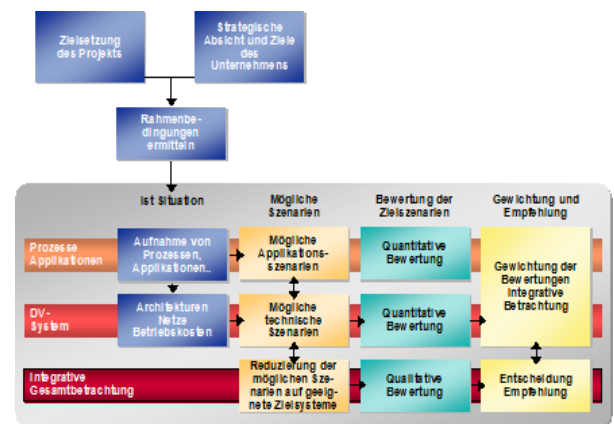 Zielsetzung
des Projekts
Strategische
Absicht und Ziele
des
Unternehmens
Rahmenbe-
dingungen
ermitteln
Ist Situation
Mögliche
Szenarien
Bewertung der
Zielszenarien
Gewichtung und
Empfehlung
Prozesse
Applikationen
Aufnahme von
Prozessen,
Applikationen..
Mögliche
Applikations-
szenarien
Quantitative
Bewertung
Gewichtung der
Bewertungen
Integrative
Betrachtung
DV-
System
Architekturen
Netze
Betriebskosten
Mögliche
technische
Szenarien
Quantitative
Bewertung
Integrative
Gesamtbetrachtung
Reduzierung der
möglichen Sze-
narien auf geeig-
nete Zielsysteme
Qualitative
Bewertung
Entscheidung
Empfehlung